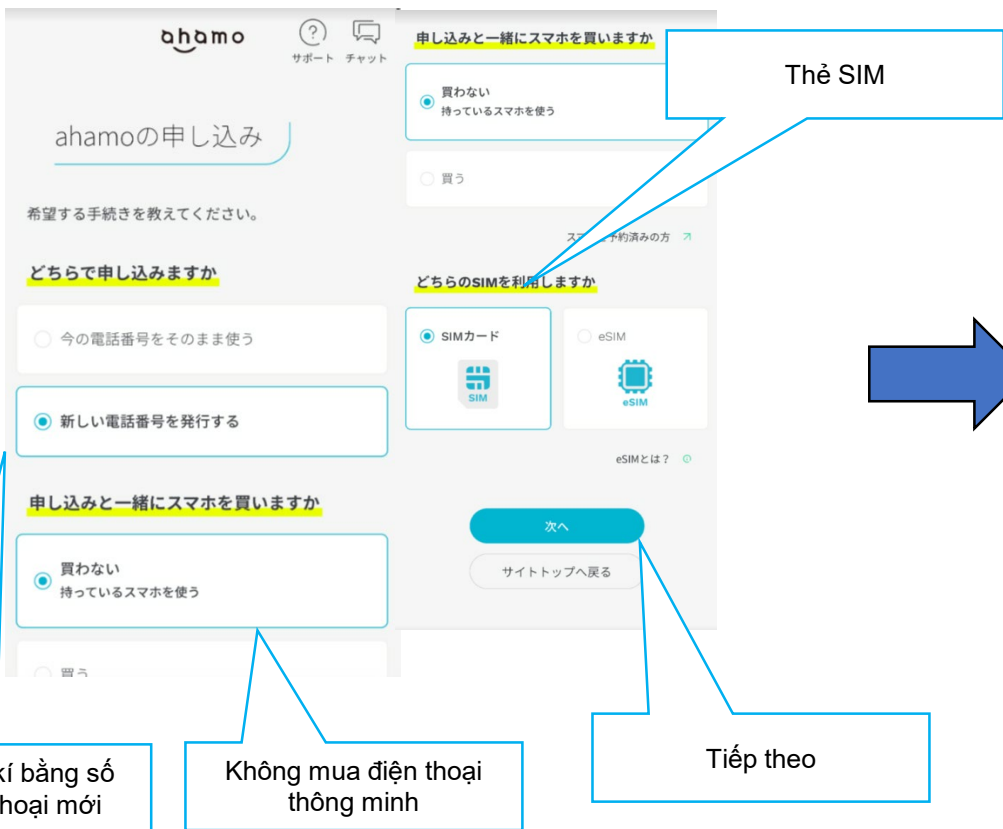 ahamo
サポート チャット
ahamoの申し込み
希望する手続きを教えてください。
どちらで申し込みますか
今の電話番号をそのまま使う
新しい電話番号を発行する
申し込みと一緒にスマホを買いますか
買わない
持っているスマホを使う
買う
申し込みと一緒にスマホを買いますか
買わない
持っているスマホを使う
買う
予約済みの方
どちらのSIMを利用しますか
SIMカード
SIM
eSIM
eSIM
eSIMとは？
次へ
サイトトップへ戻る
Thẻ SIM
kí bằng số
hoại mới
Không mua điện thoại
thông minh
Tiếp theo